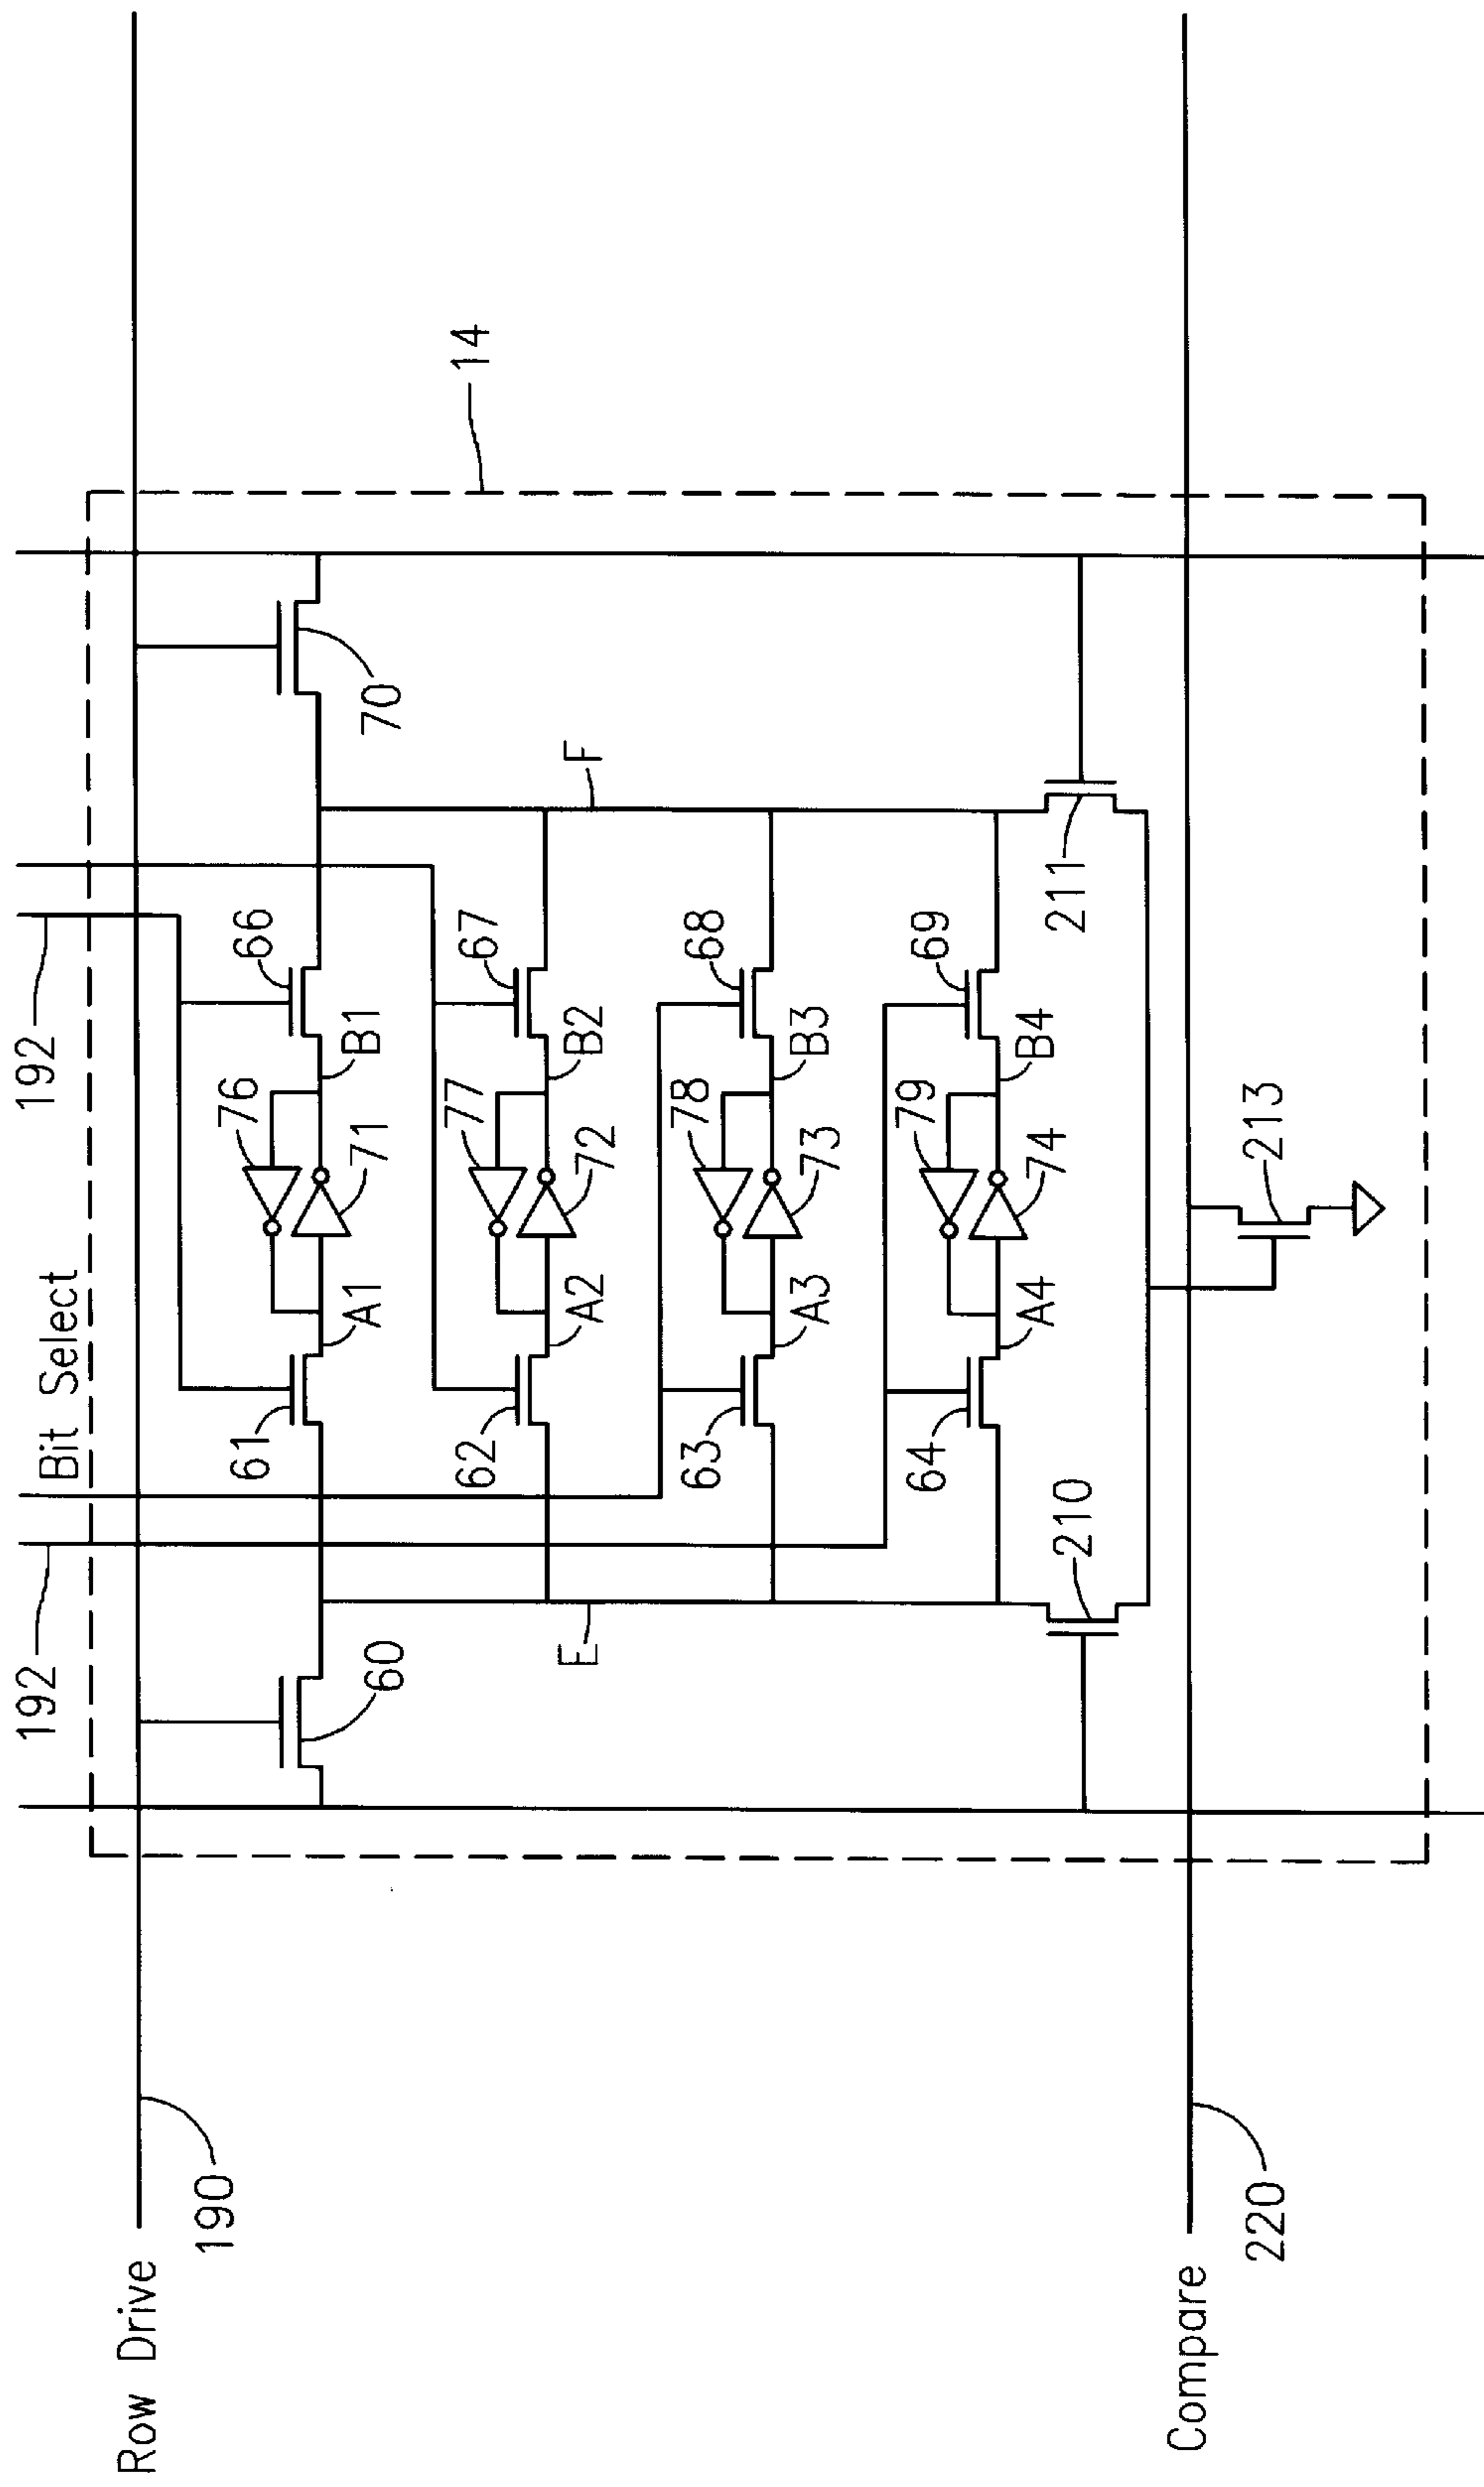 192
Bit Select
192
Row Drive
190
14
60
61
A1
76
71
B1
66
70
62
A2
77
72
B2
67
E
F
63
A3
78
73
B3
68
64
A4
79
74
B4
69
210
211
213
Compare
220